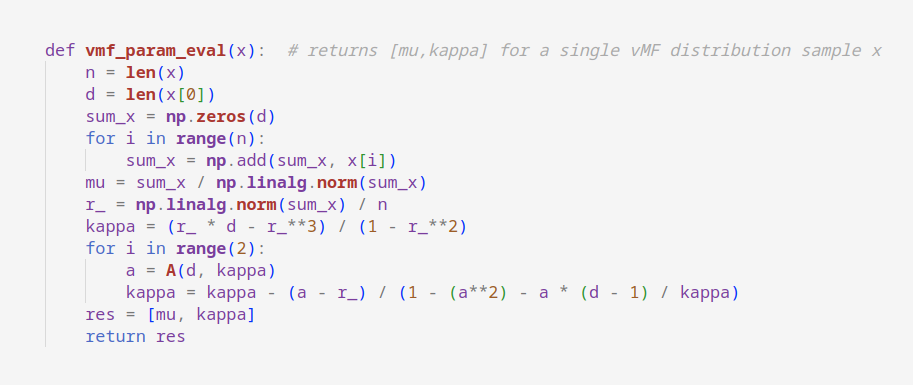 def vmf_param_eval(x):  # returns [mu,kappa] for a single vMF distribution sample x
    n = len(x)
    d = len(x[0])
    sum_x = np.zeros(d)
    for i in range(n):
        sum_x = np.add(sum_x, x[i])
    mu = sum_x / np.linalg.norm(sum_x)
    r_ = np.linalg.norm(sum_x) / n
    kappa = (r_ * d - r_**3) / (1 - r_**2)
    for i in range(2):
        a = A(d, kappa)
        kappa = kappa - (a - r_) / (1 - (a**2) - a * (d - 1) / kappa)
    res = [mu, kappa]
    return res